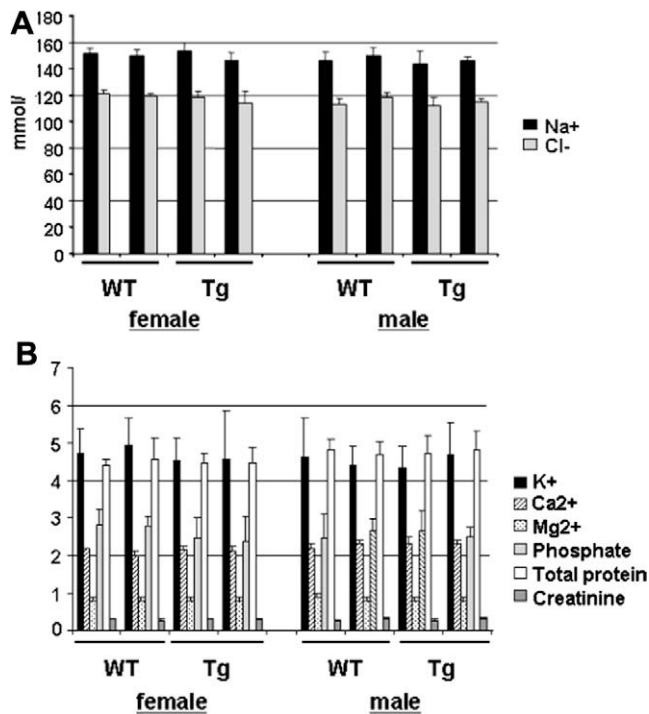 A
180
160
140
120
100
80
60
40
20
0
mmol/
Na+
Cl-
WT Tg WT Tg
female male
B
7
6
5
4
3
2
1
0
K+
Ca2+
Mg2+
Phosphate
Total protein
Creatinine
WT Tg WT Tg
female male